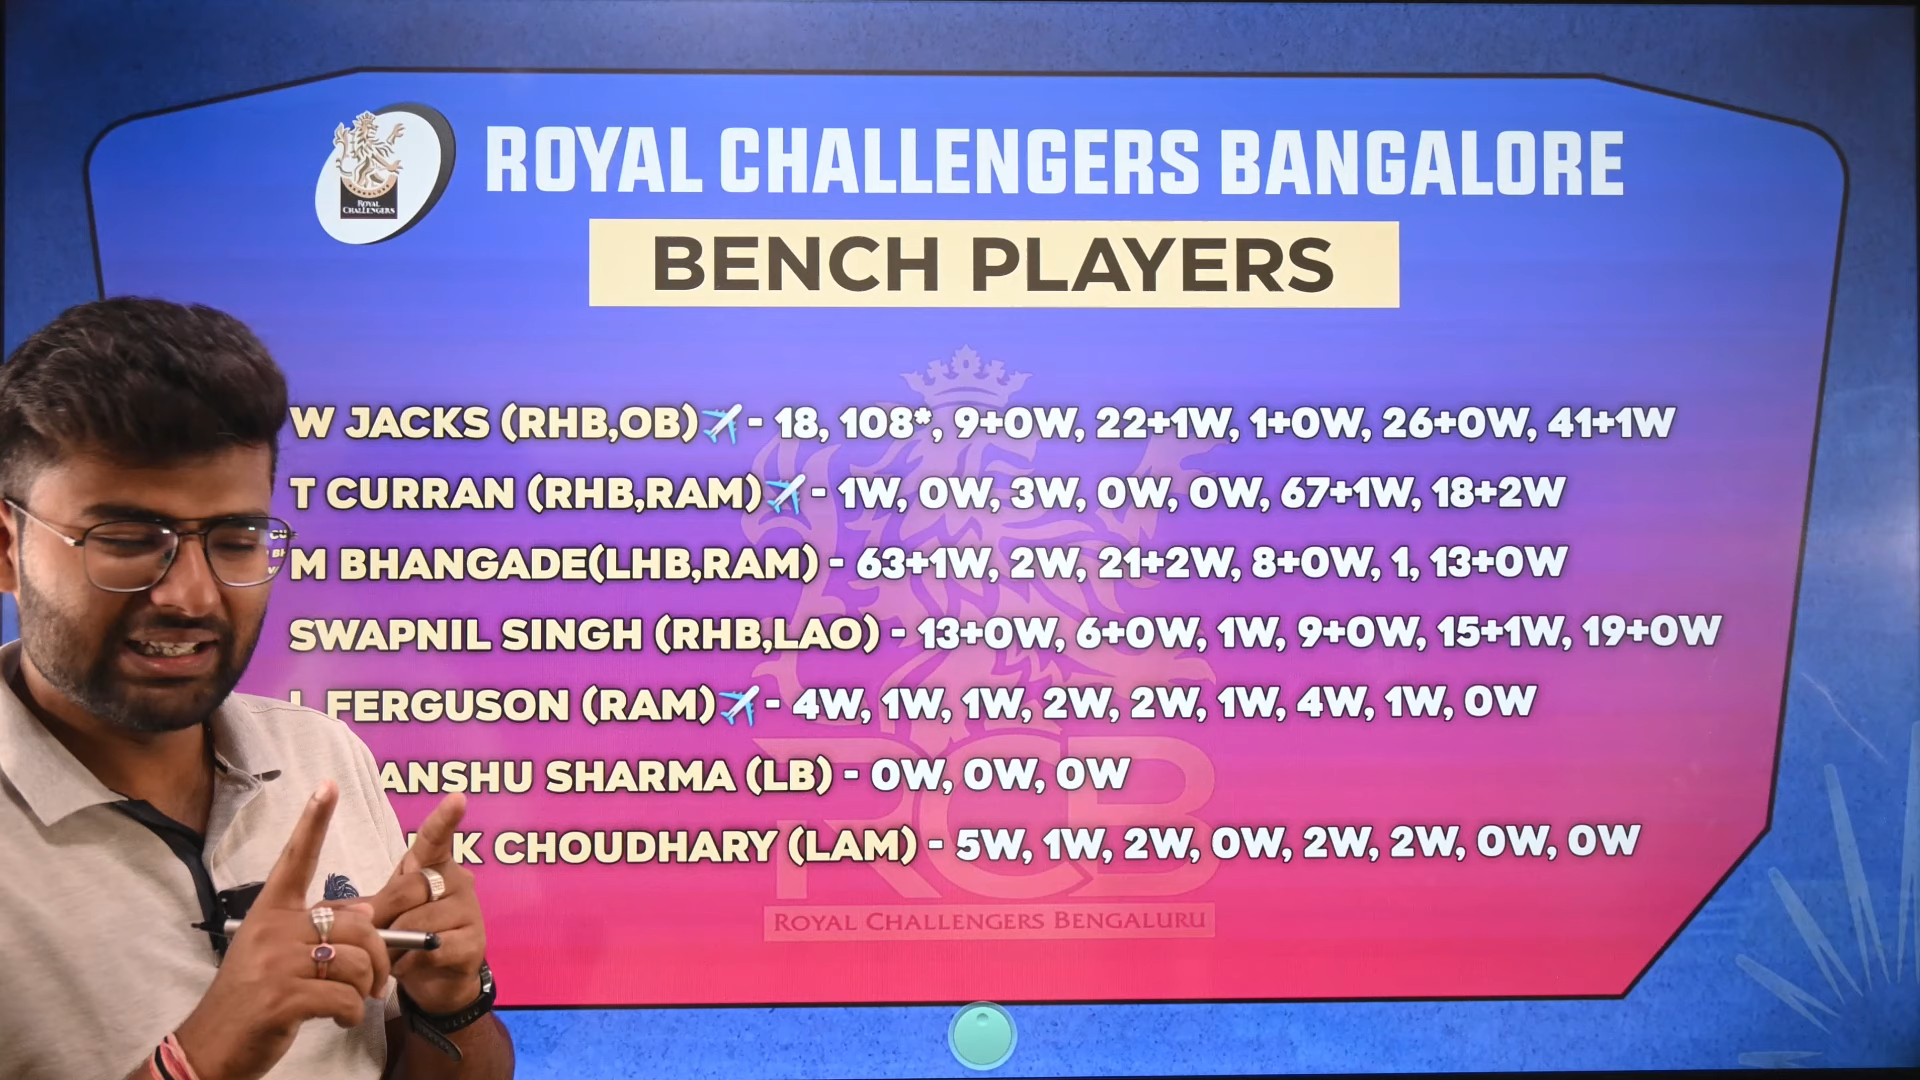 ROYAL CHALLENGERS
ROYAL CHALLENGERS BANGALORE
BENCH PLAYERS
W JACKS (RHB,OB) - 18, 108*, 9+0W, 22+1W, 1+0W, 26+0W, 41+1W
T CURRAN (RHB,RAM) - 1W, 0W, 3W, 0W, 0W, 67+1W, 18+2W
M BHANGADE(LHB,RAM) - 63+1W, 2W, 21+2W, 8+0W, 1, 13+0W
SWAPNIL SINGH (RHB,LAO) - 13+0W, 6+0W, 1W, 9+0W, 15+1W, 19+0W
FERGUSON (RAM) - 4W, 1W, 1W, 2W, 2W, 1W, 4W, 1W, 0W
ANSHU SHARMA (LB) - 0W, 0W, 0W
K CHOUDHARY (LAM) - 5W, 1W, 2W, 0W, 2W, 2W, 0W, 0W
RCB
ROYAL CHALLENGERS BENGALURU